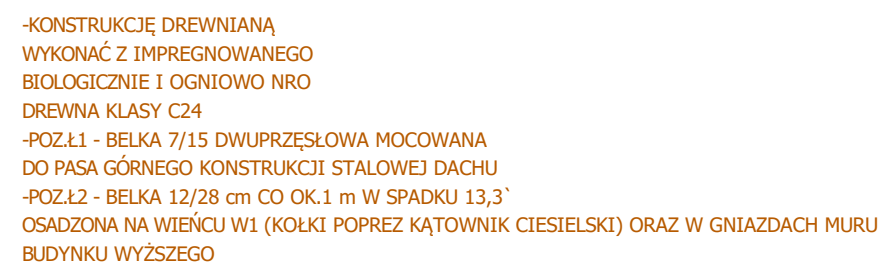 -KONSTRUKCJĘ DREWNIANĄ
WYKONAĆ Z IMPREGNOWANEGO
BIOLOGICZNIE I OGNIOWO NRO
DREWNA KLASY C24
-POZ.Ł1 - BELKA 7/15 DWUPRZĘSŁOWA MOCOWANA
DO PASA GÓRNEGO KONSTRUKCJI STALOWEJ DACHU
-POZ.Ł2 - BELKA 12/28 cm CO OK.1 m W SPADKU 13,3`
OSADZONA NA WIEŃCU W1 (KOŁKI POPREZ KĄTOWNIK CIESIELSKI) ORAZ W GNIAZDACH MURU
BUDYNKU WYŻSZEGO